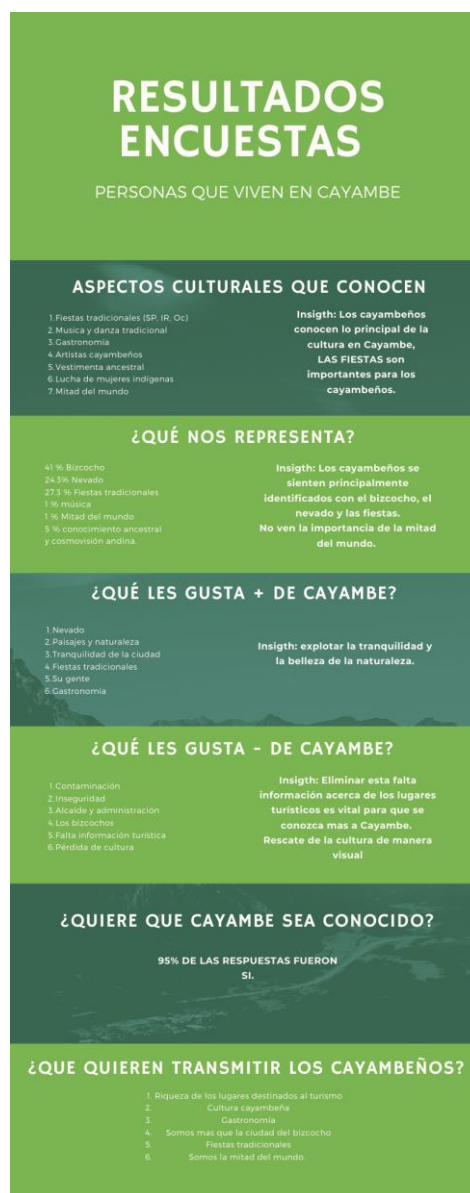 RESULTADOS
ENCUESTAS
PERSONAS QUE VIVEN EN CAYAMBE
ASPECTOS CULTURALES QUE CONOCEN
1.Fiestas tradicionales (SP, IR, Oc)
2.Musica y danza tradicional
3.Gastronomía
4.Artistas cayambeños
5.Vestimenta ancestral
6.Lucha de mujeres indígenas
7.Mitad del mundo
Insigth: Los cayambeños
conocen lo principal de la
cultura en Cayambe,
LAS FIESTAS son
importantes para los
cayambeños.
¿QUÉ NOS REPRESENTA?
41 % Bizcocho
24.3% Nevado
27.3 % Fiestas tradicionales
1 % música
1 % Mitad del mundo
5 % conocimiento ancestral
y cosmovisión andina.
Insigth: Los cayambeños se
sienten principalmente
identificados con el bizcocho, el
nevado y las fiestas.
No ven la importancia de la mitad
del mundo.
¿QUÉ LES GUSTA + DE CAYAMBE?
1.Nevado
2.Paisajes y naturaleza
3.Tranquilidad de la ciudad
4.Fiestas tradicionales
5.Su gente
6.Gastronomía
Insigth: explotar la tranquilidad y
la belleza de la naturaleza.
¿QUÉ LES GUSTA - DE CAYAMBE?
1.Contaminación
2.Inseguridad
3.Alcalde y administración
4.Los bizcochos
5.Falta información turística
6.Pérdida de cultura
Insigth: Eliminar esta falta
información acerca de los lugares
turísticos es vital para que se
conozca mas a Cayambe.
Rescate de la cultura de manera
visual
¿QUIERE QUE CAYAMBE SEA CONOCIDO?
95% DE LAS RESPUESTAS FUERON
SI.
¿QUE QUIEREN TRANSMITIR LOS CAYAMBEÑOS?
1. Riqueza de los lugares destinados al turismo
2. Cultura cayambeña
3. Gastronomía
4. Somos mas que la ciudad del bizcocho
5. Fiestas tradicionales
6. Somos la mitad del mundo.